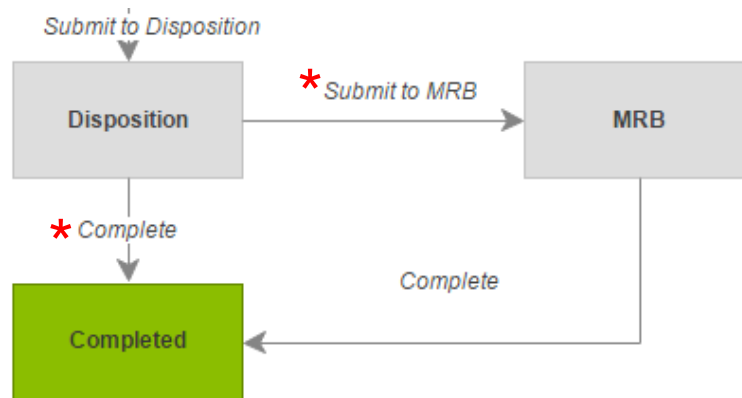 Submit to Disposition
* Submit to MRB
Disposition
MRB
* Complete
Complete
Completed